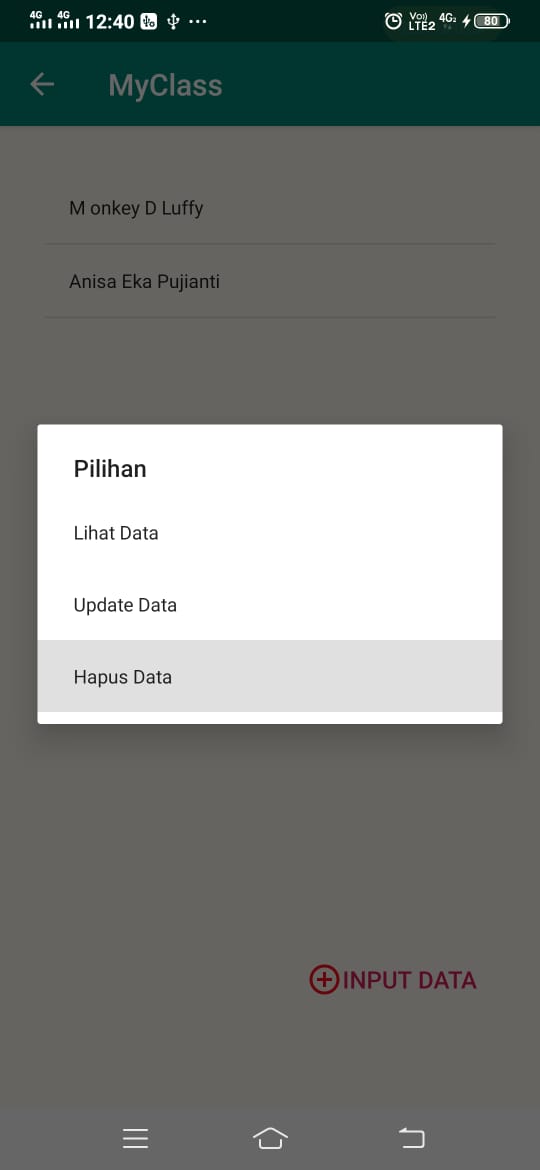 4G 4G 12:40 Vo)) LTE2 4G2 80
MyClass
M onkey D Luffy
Anisa Eka Pujianti
Pilihan
Lihat Data
Update Data
Hapus Data
INPUT DATA